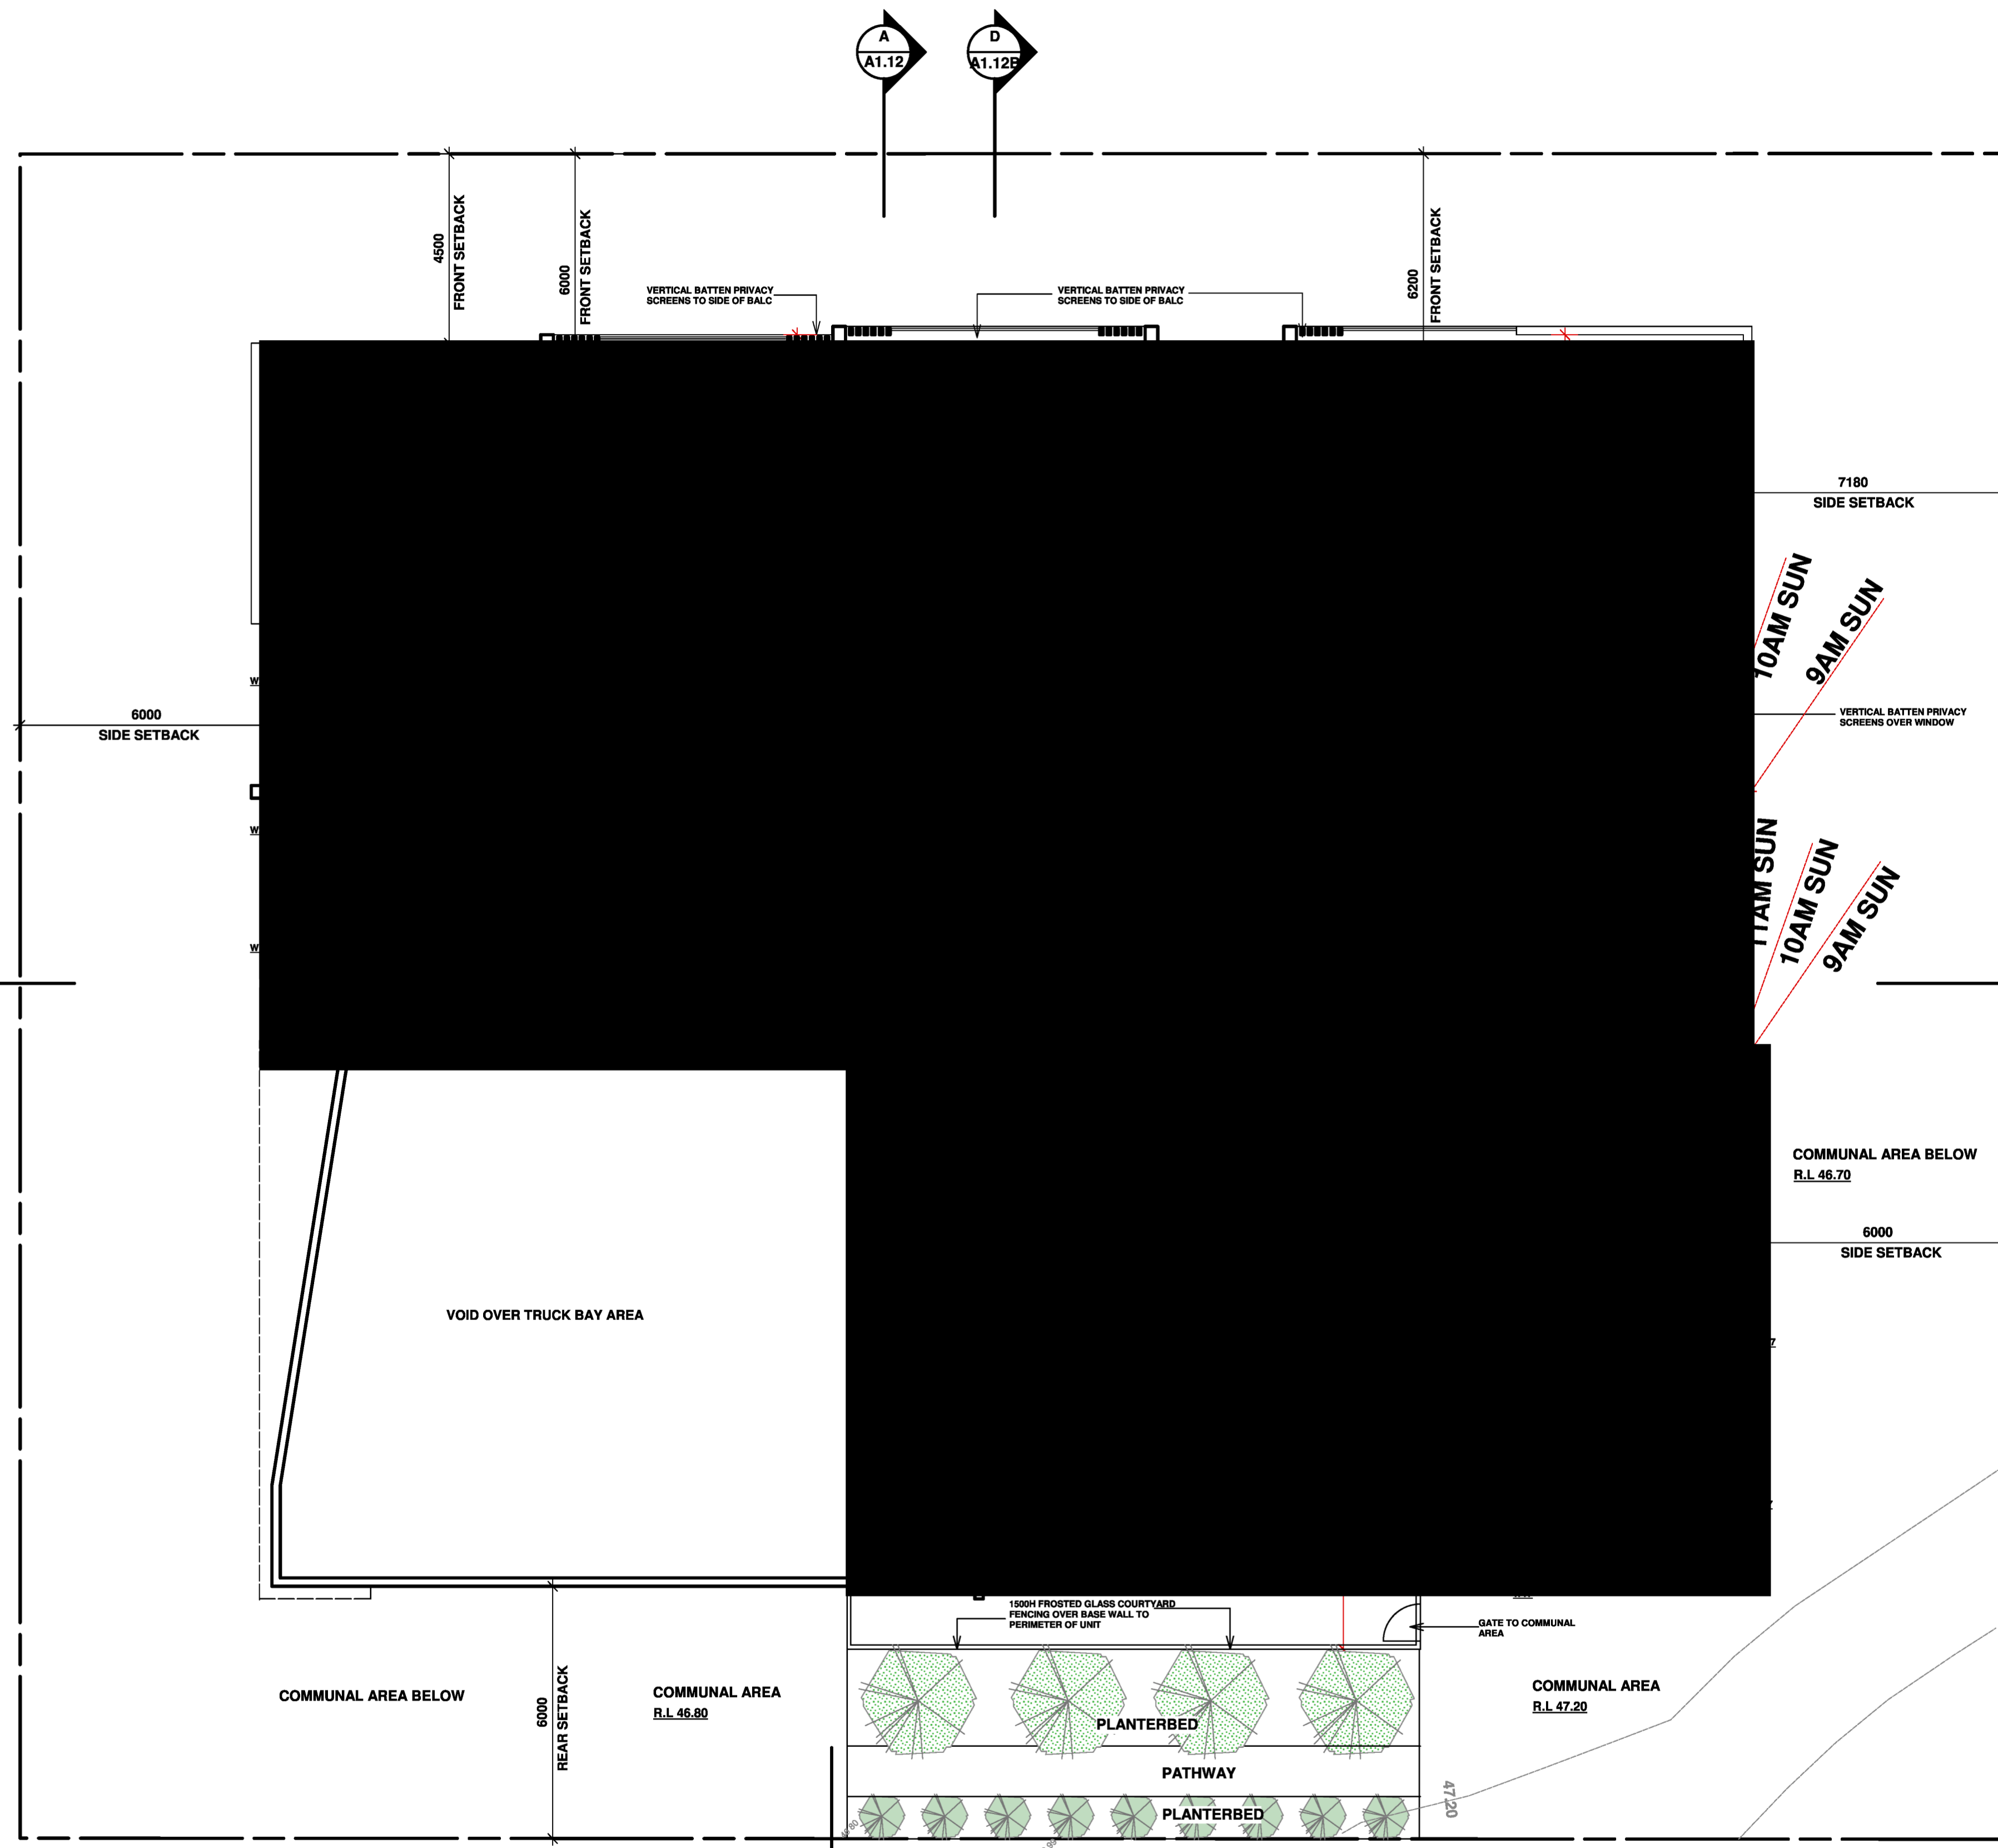 A
A1.12
D
A1.12B
4500
FRONT SETBACK
6000
FRONT SETBACK
6200
FRONT SETBACK
VERTICAL BATTEN PRIVACY
SCREENS TO SIDE OF BALC
VERTICAL BATTEN PRIVACY
SCREENS TO SIDE OF BALC
7180
SIDE SETBACK
10AM SUN
9AM SUN
W
6000
SIDE SETBACK
VERTICAL BATTEN PRIVACY
SCREENS OVER WINDOW
W
W
11AM SUN
10AM SUN
9AM SUN
COMMUNAL AREA BELOW
R.L 46.70
6000
SIDE SETBACK
VOID OVER TRUCK BAY AREA
7
1500H FROSTED GLASS COURTYARD
FENCING OVER BASE WALL TO
PERIMETER OF UNIT
GATE TO COMMUNAL
AREA
COMMUNAL AREA BELOW
6000
REAR SETBACK
COMMUNAL AREA
R.L 46.80
COMMUNAL AREA
R.L 47.20
PLANTERBED
PATHWAY
PLANTERBED
47.20